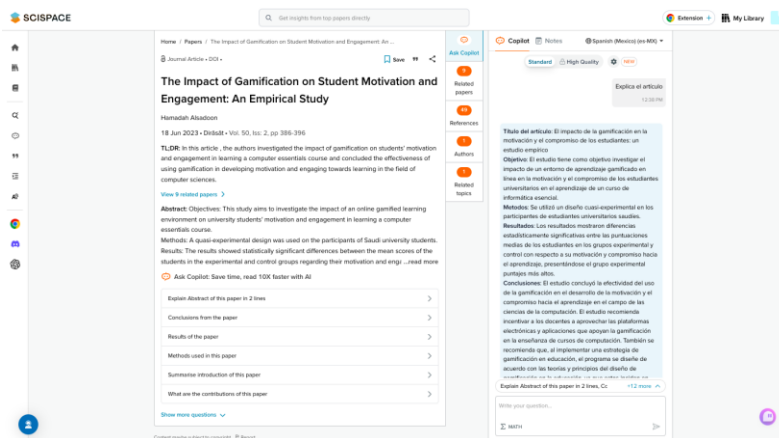 SCISPACE
Get insights from top papers directly
Extension +
My Library
Home / Papers / The Impact of Gamification on Student Motivation and Engagement: An ...
Journal Article • DOI •
Save
The Impact of Gamification on Student Motivation and
Engagement: An Empirical Study
Hamadah Alsadoon
18 Jun 2023 • Dirāsāt • Vol. 50, Iss: 2, pp 386-396
TL;DR: In this article , the authors investigated the impact of gamification on students' motivation
and engagement in learning a computer essentials course and concluded the effectiveness of
using gamification in developing motivation and engaging towards learning in the field of
computer sciences.
View 9 related papers
Abstract: Objectives: This study aims to investigate the impact of an online gamified learning
environment on university students' motivation and engagement in learning a computer
essentials course.
Methods: A quasi-experimental design was used on the participants of Saudi university students.
Results: The results showed statistically significant differences between the mean scores of the
students in the experimental and control groups regarding their motivation and engag ...read more
Ask Copilot: Save time, read 10X faster with AI
Explain Abstract of this paper in 2 lines
Conclusions from the paper
Results of the paper
Methods used in this paper
Summarise introduction of this paper
What are the contributions of this paper
Show more questions
Ask Copilot
9
Related
papers
49
References
1
Authors
1
Related
topics
Copilot
Notes
Spanish (Mexico) (es-MX)
Standard
High Quality
NEW
Explica el artículo
12:38 PM
Título del artículo: El impacto de la gamificación en la
motivación y el compromiso de los estudiantes: un
estudio empírico
Objetivo: El estudio tiene como objetivo investigar el
impacto de un entorno de aprendizaje gamificado en
línea en la motivación y el compromiso de los estudiantes
universitarios en el aprendizaje de un curso de
informática esencial.
Metodos: Se utilizó un diseño cuasi-experimental en los
participantes de estudiantes universitarios saudíes.
Resultados: Los resultados mostraron diferencias
estadísticamente significativas entre las puntuaciones
medias de los estudiantes en los grupos experimental y
control con respecto a su motivación y compromiso hacia
el aprendizaje, presentándose el grupo experimental
puntajes más altos.
Conclusiones: El estudio concluyó la efectividad del uso
de la gamificación en el desarrollo de la motivación y el
compromiso hacia el aprendizaje en el campo de las
ciencias de la computación. El estudio recomienda
incentivar a los docentes a aprovechar las plataformas
electrónicas y aplicaciones que apoyan la gamificación
en la enseñanza de cursos de computación. También se
recomienda que, al implementar una estrategia de
gamificación en educación, el programa se diseñe de
acuerdo con las teorías y principios del diseño de
Explain Abstract of this paper in 2 lines, Cc
+12 more
Write your question...
MATH